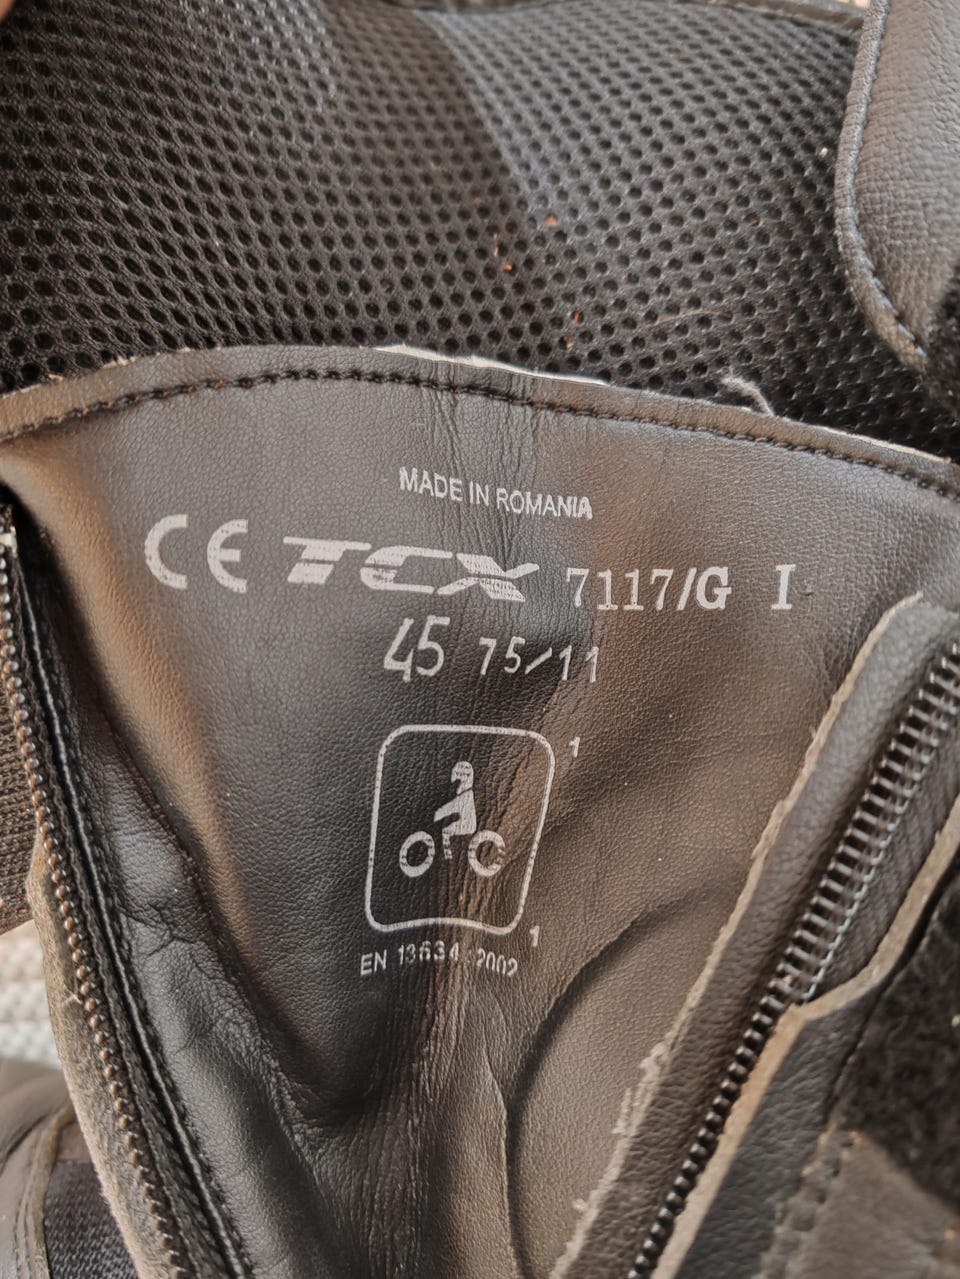 MADE IN ROMANIA
CE TCX 7117/G I
45 75/11
1
1
EN 13634 2002